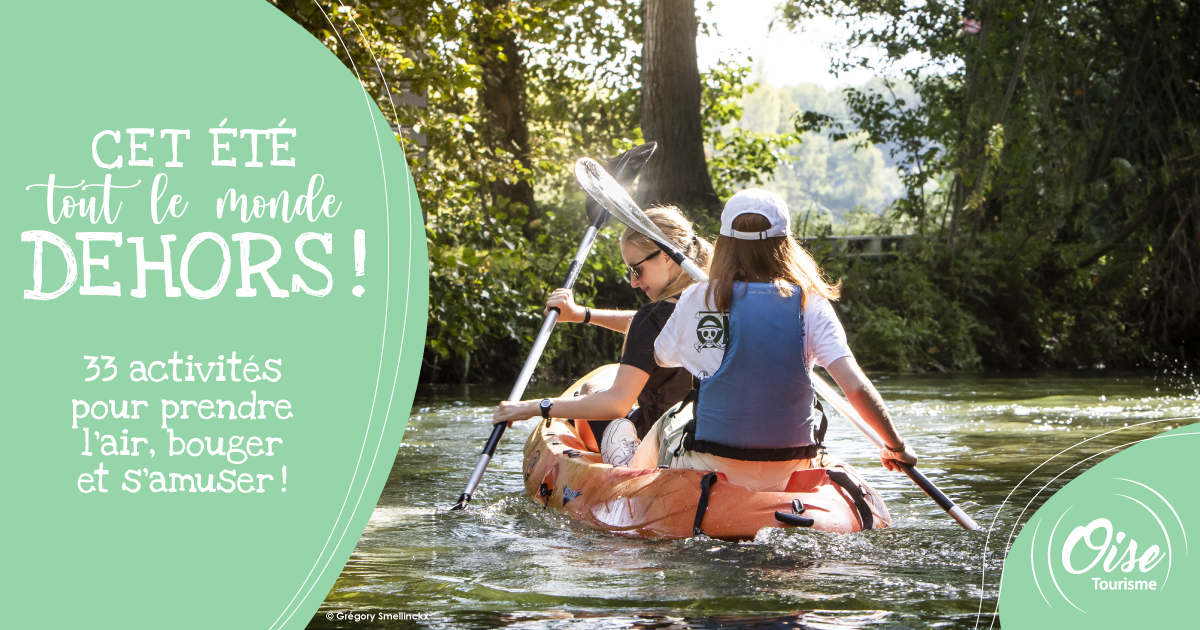 CET ÉTÉ
tout le monde
DEHORS !
33 activités
pour prendre
l'air, bouger
et s'amuser !
Oise
Tourisme
© Grégory Smellinckx